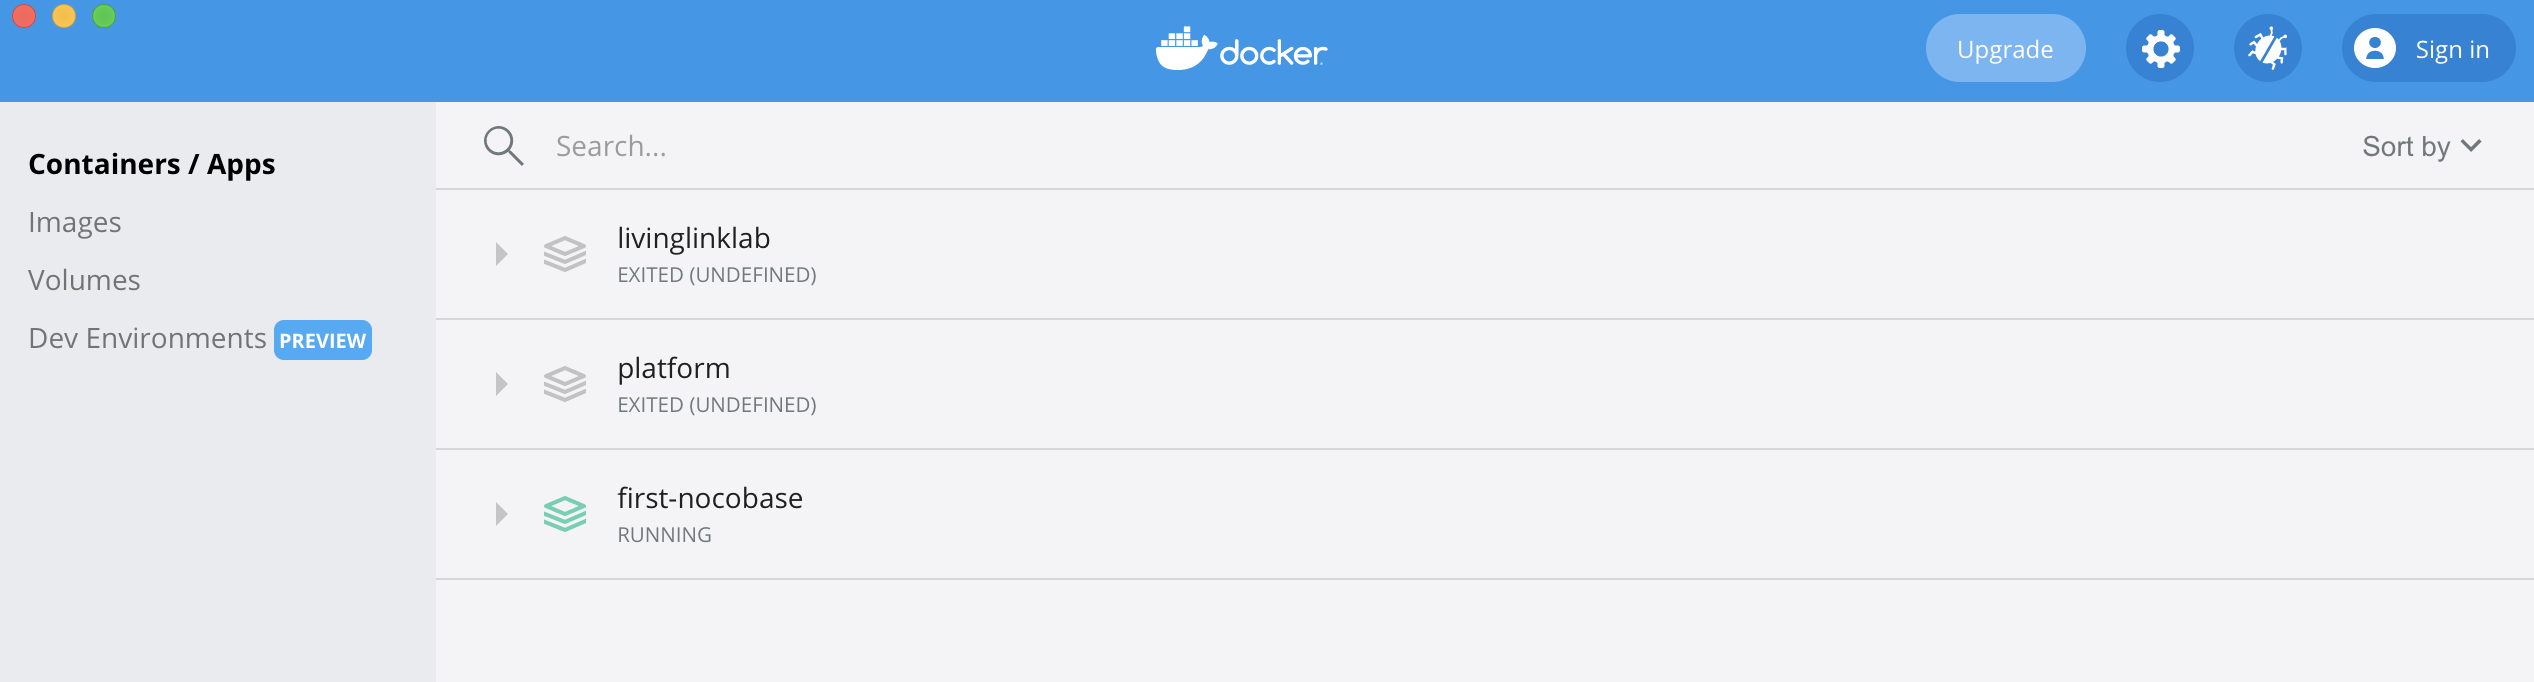 docker
Upgrade
Sign in
Containers / Apps
Images
Volumes
Dev Environments PREVIEW
Search...
Sort by
livinglinklab
EXITED (UNDEFINED)
platform
EXITED (UNDEFINED)
first-nocobase
RUNNING